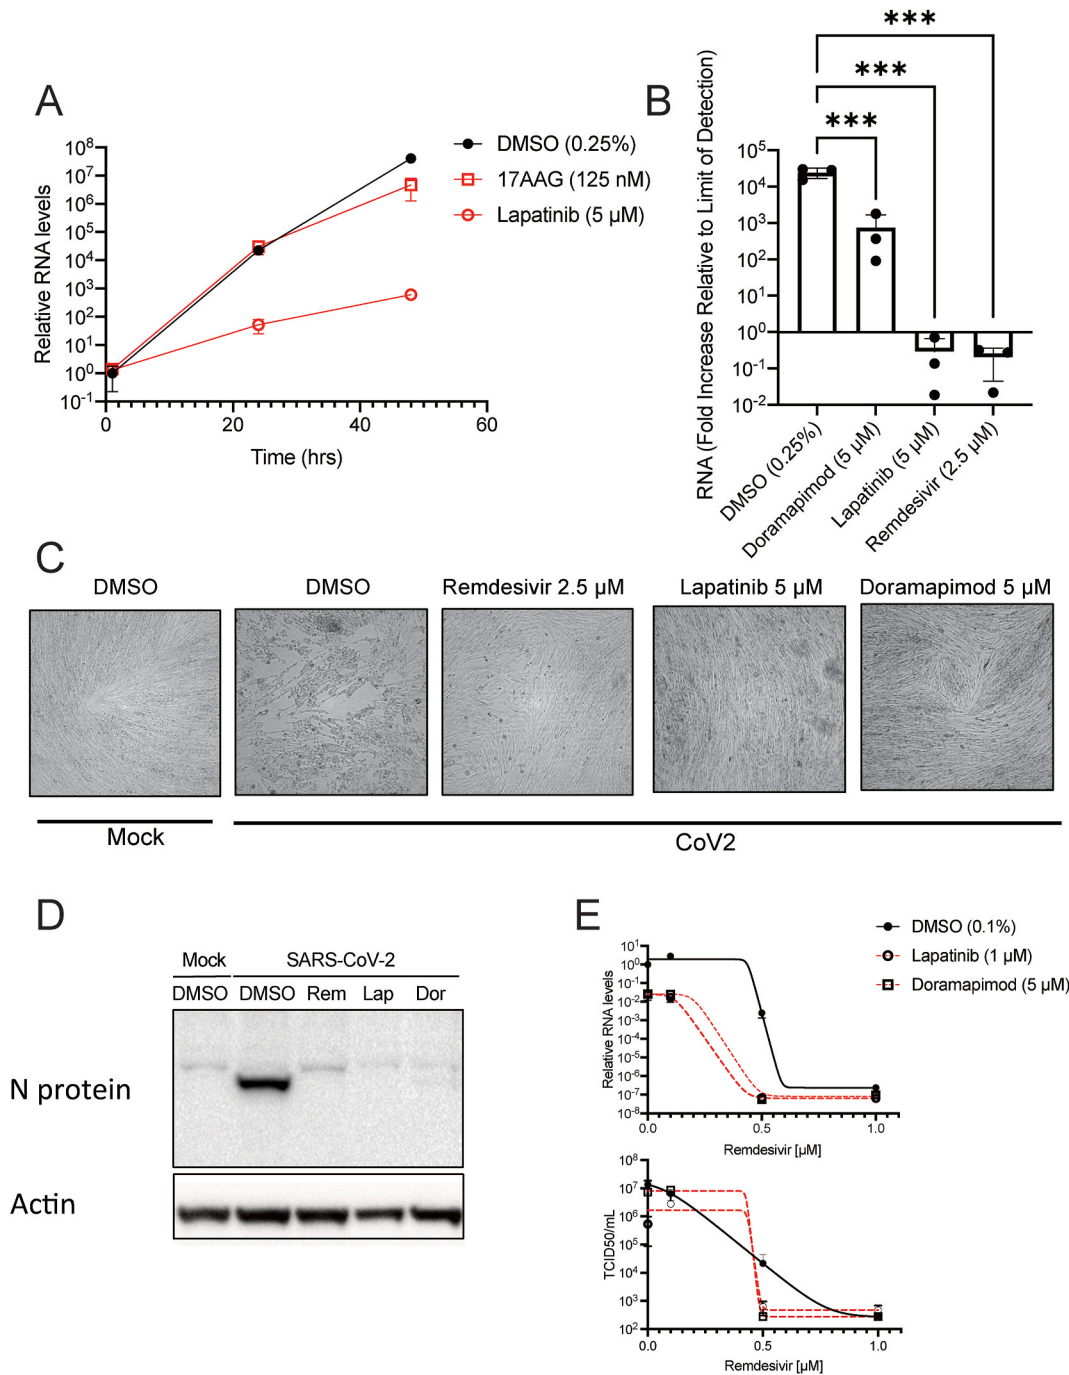 A
DMSO (0.25%)
17AAG (125 nM)
Lapatinib (5 µM)
Relative RNA levels
10⁸
10⁷
10⁶
10⁵
10⁴
10³
10²
10¹
10⁰
10⁻¹
0
20
40
60
Time (hrs)
B
***
***
***
RNA (Fold Increase Relative to Limit of Detection)
10⁵
10⁴
10³
10²
10¹
10⁰
10⁻¹
10⁻²
DMSO (0.25%)
Doramapimod (5 µM)
Lapatinib (5 µM)
Remdesivir (2.5 µM)
C
DMSO
DMSO
Remdesivir 2.5 µM
Lapatinib 5 µM
Doramapimod 5 µM
Mock
CoV2
D
Mock
SARS-CoV-2
DMSO
DMSO
Rem
Lap
Dor
N protein
Actin
E
DMSO (0.1%)
Lapatinib (1 µM)
Doramapimod (5 µM)
Relative RNA levels
10¹
10⁰
10⁻¹
10⁻²
10⁻³
10⁻⁴
10⁻⁵
10⁻⁶
10⁻⁷
10⁻⁸
0.0
0.5
1.0
Remdesivir [µM]
TCID50/mL
10⁸
10⁷
10⁶
10⁵
10⁴
10³
10²
0.0
0.5
1.0
Remdesivir [µM]